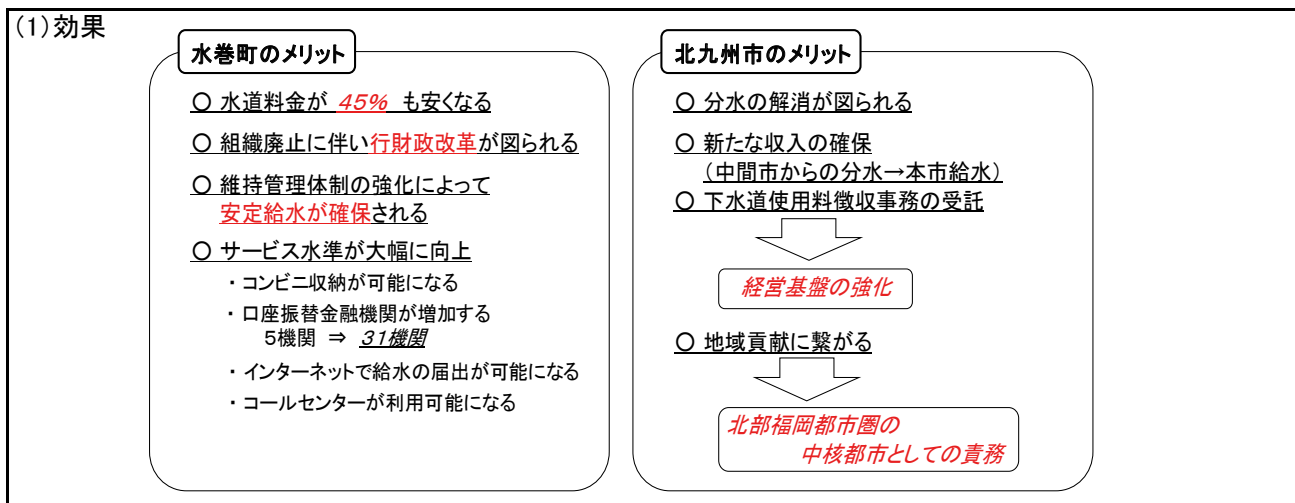 (1)効果
水巻町のメリット
○ 水道料金が 45% も安くなる
○ 組織廃止に伴い行財政改革が図られる
○ 維持管理体制の強化によって
安定給水が確保される
○ サービス水準が大幅に向上
・コンビニ収納が可能になる
・口座振替金融機関が増加する
5機関 ⇒ 31機関
・インターネットで給水の届出が可能になる
・コールセンターが利用可能になる
北九州市のメリット
○ 分水の解消が図られる
○ 新たな収入の確保
(中間市からの分水→本市給水)
○ 下水道使用料徴収事務の受託
経営基盤の強化
○ 地域貢献に繋がる
北部福岡都市圏の
中核都市としての責務